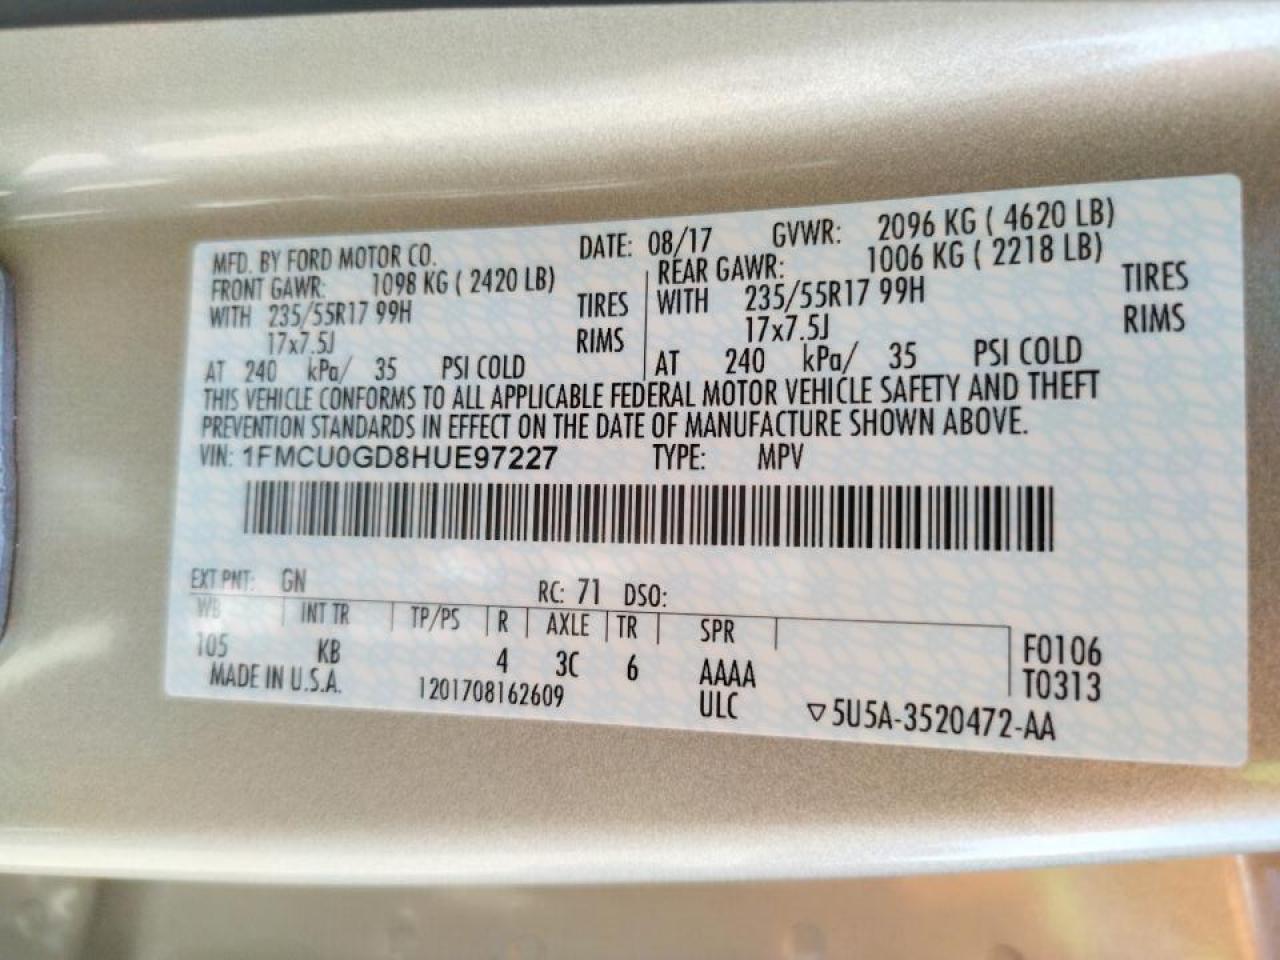 MFD. BY FORD MOTOR CO. DATE: 08/17 GVWR: 2096 KG ( 4620 LB)
FRONT GAWR: 1098 KG ( 2420 LB) REAR GAWR: 1006 KG ( 2218 LB)
WITH 235/55R17 99H TIRES WITH 235/55R17 99H TIRES
17x7.5J RIMS 17x7.5J RIMS
AT 240 kPa/ 35 PSI COLD AT 240 kPa/ 35 PSI COLD
THIS VEHICLE CONFORMS TO ALL APPLICABLE FEDERAL MOTOR VEHICLE SAFETY AND THEFT
PREVENTION STANDARDS IN EFFECT ON THE DATE OF MANUFACTURE SHOWN ABOVE.
VIN: 1FMCU0GD8HUE97227 TYPE: MPV
EXT PNT: GN RC: 71 DSO:
WB INT TR TP/PS R AXLE TR SPR F0106
105 KB 4 3C 6 AAAA T0313
MADE IN U.S.A. 1201708162609 ULC ▽5U5A-3520472-AA